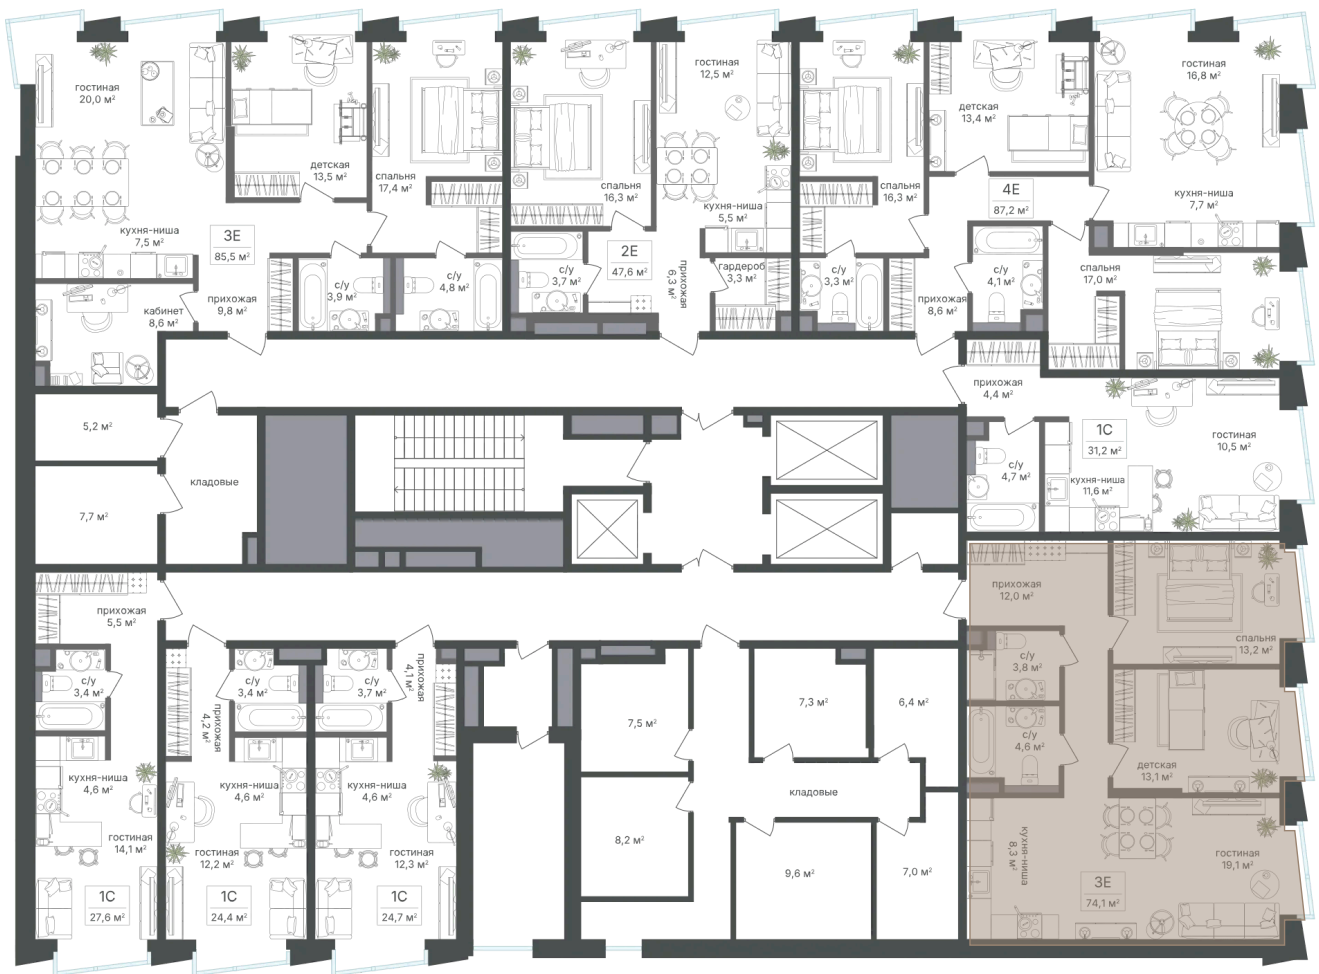 гостиная
20,0 м²
кухня-ниша
7,5 м²
3Е
85,5 м²
детская
13,5 м²
спальня
17,4 м²
прихожая
9,8 м²
с/у
3,9 м²
с/у
4,8 м²
кабинет
8,6 м²
спальня
16,3 м²
с/у
3,7 м²
2Е
47,6 м²
гостиная
12,5 м²
кухня-ниша
5,5 м²
прихожая
6,3 м²
гардероб
3,3 м²
спальня
16,3 м²
с/у
3,3 м²
прихожая
8,6 м²
детская
13,4 м²
4Е
87,2 м²
с/у
4,1 м²
гостиная
16,8 м²
кухня-ниша
7,7 м²
спальня
17,0 м²
прихожая
4,4 м²
с/у
4,7 м²
1С
31,2 м²
кухня-ниша
11,6 м²
гостиная
10,5 м²
5,2 м²
7,7 м²
кладовые
прихожая
5,5 м²
с/у
3,4 м²
кухня-ниша
4,6 м²
гостиная
14,1 м²
1С
27,6 м²
с/у
3,4 м²
прихожая
4,2 м²
кухня-ниша
4,6 м²
гостиная
12,2 м²
1С
24,4 м²
с/у
3,7 м²
прихожая
4,1 м²
кухня-ниша
4,6 м²
гостиная
12,3 м²
1С
24,7 м²
7,5 м²
8,2 м²
7,3 м²
6,4 м²
кладовые
9,6 м²
7,0 м²
прихожая
12,0 м²
с/у
3,8 м²
с/у
4,6 м²
спальня
13,2 м²
детская
13,1 м²
кухня-ниша
8,3 м²
гостиная
19,1 м²
3Е
74,1 м²